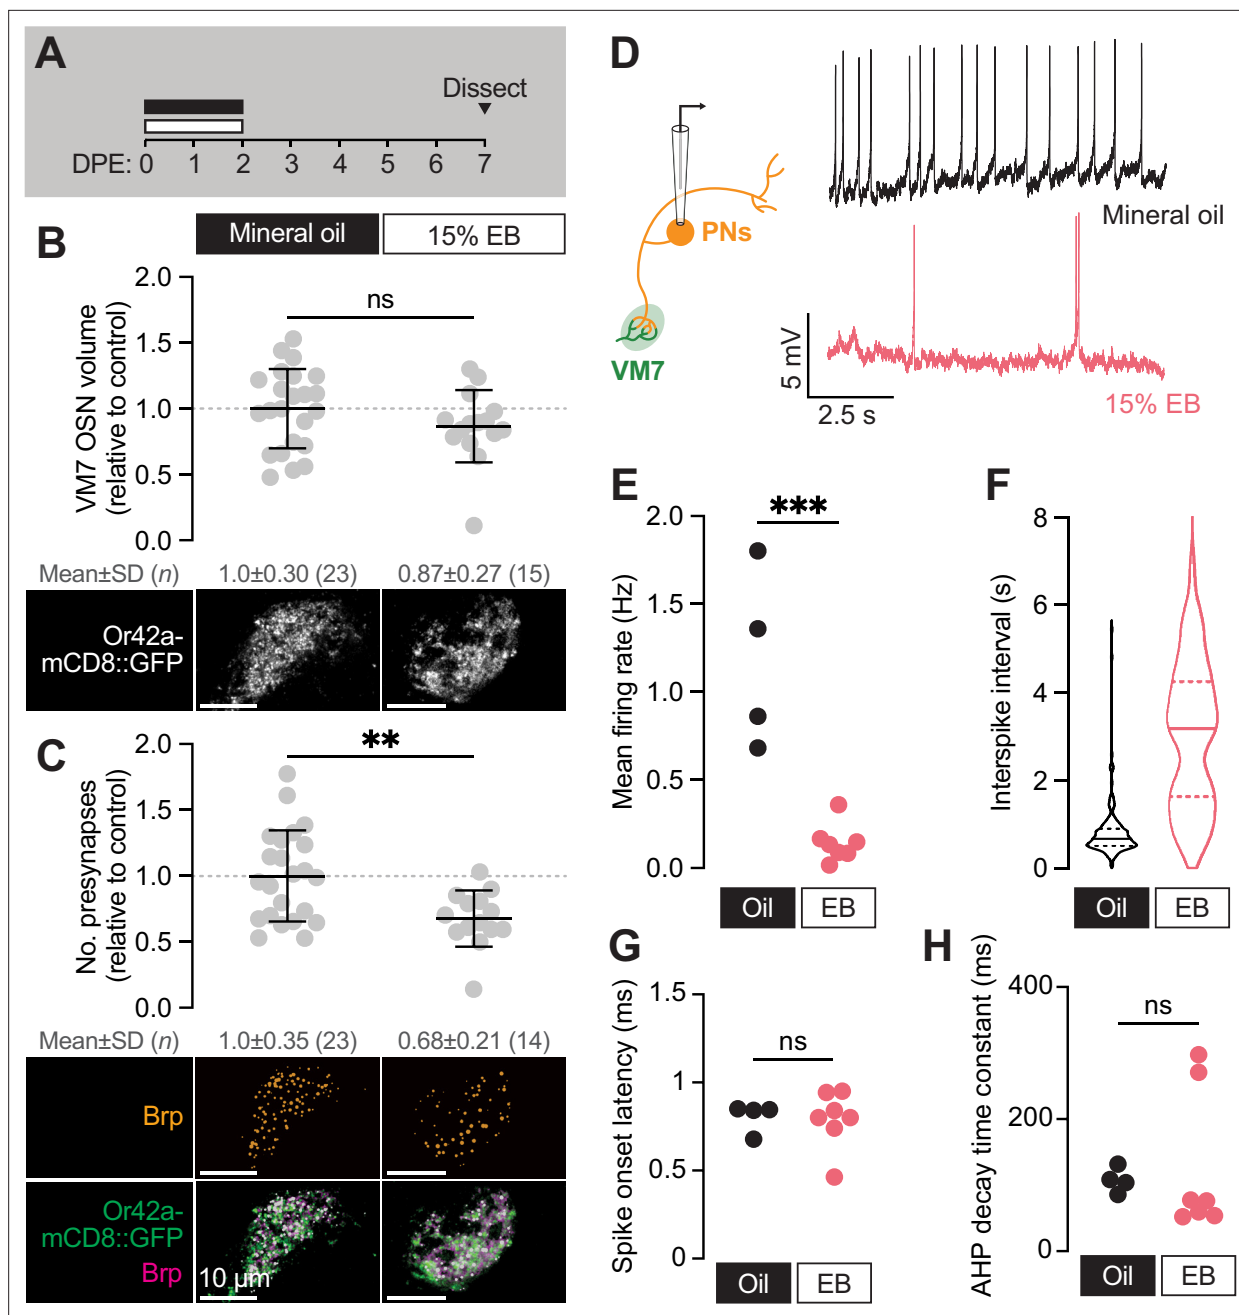 A
Dissect
DPE: 0 1 2 3 4 5 6 7
Mineral oil 15% EB
B
VM7 OSN volume
(relative to control)
2.0
1.5
1.0
0.5
0.0
ns
Mean±SD (n) 1.0±0.30 (23) 0.87±0.27 (15)
Or42a-
mCD8::GFP
C
No. presynapses
(relative to control)
2.0
1.5
1.0
0.5
0.0
**
Mean±SD (n) 1.0±0.35 (23) 0.68±0.21 (14)
Brp
Or42a-
mCD8::GFP
Brp
10 µm
D
PNs
VM7
Mineral oil
5 mV
2.5 s
15% EB
E
Mean firing rate (Hz)
2.0
1.5
1.0
0.5
0.0
***
Oil EB
F
Interspike interval (s)
8
6
4
2
0
Oil EB
G
Spike onset latency (ms)
1.5
1
0.5
0
ns
Oil EB
H
AHP decay time constant (ms)
400
200
0
ns
Oil EB